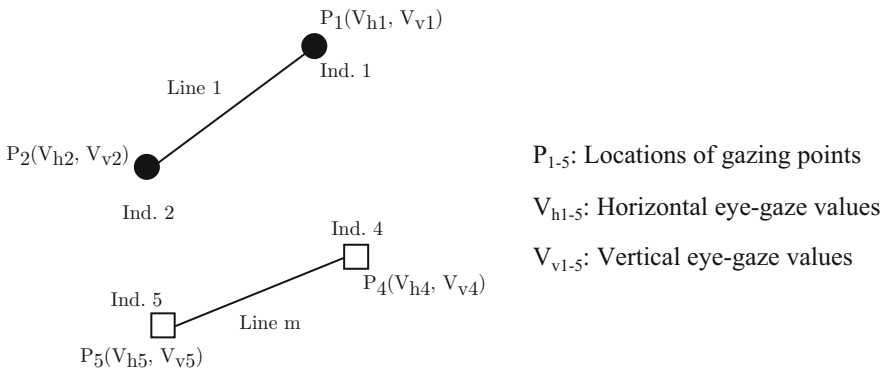 P₁(Vₕ₁, Vᵥ₁)
Ind. 1
Line 1
P₂(Vₕ₂, Vᵥ₂)
Ind. 2
Ind. 4
P₄(Vₕ₄, Vᵥ₄)
Ind. 5
Line m
P₅(Vₕ₅, Vᵥ₅)
P₁₋₅: Locations of gazing points
Vₕ₁₋₅: Horizontal eye-gaze values
Vᵥ₁₋₅: Vertical eye-gaze values